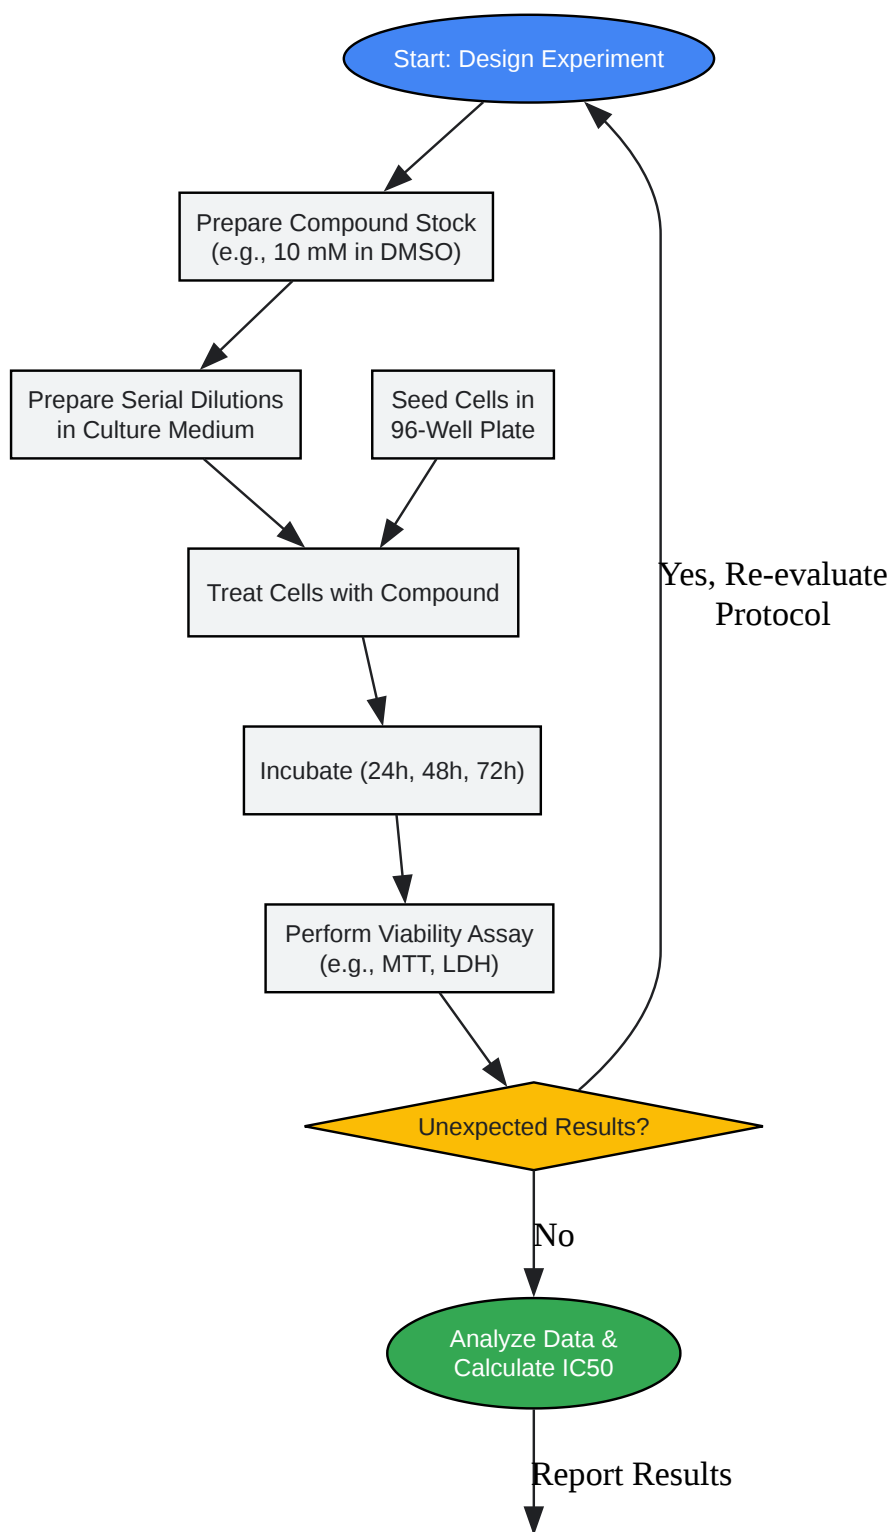 Start: Design Experiment
Prepare Compound Stock
(e.g., 10 mM in DMSO)
Prepare Serial Dilutions
in Culture Medium
Seed Cells in
96-Well Plate
Treat Cells with Compound
Yes, Re-evaluate
Protocol
Incubate (24h, 48h, 72h)
Perform Viability Assay
(e.g., MTT, LDH)
Unexpected Results?
No
Analyze Data &
Calculate IC50
Report Results